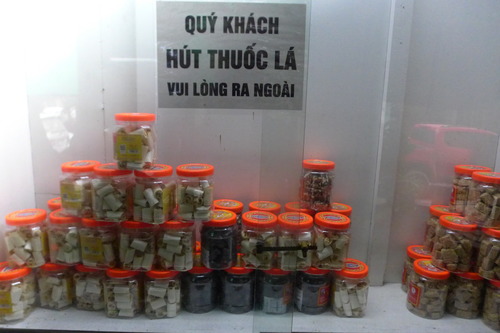 QUÝ KHÁCH
HÚT THUỐC LÁ
VUI LÒNG RA NGOÀI